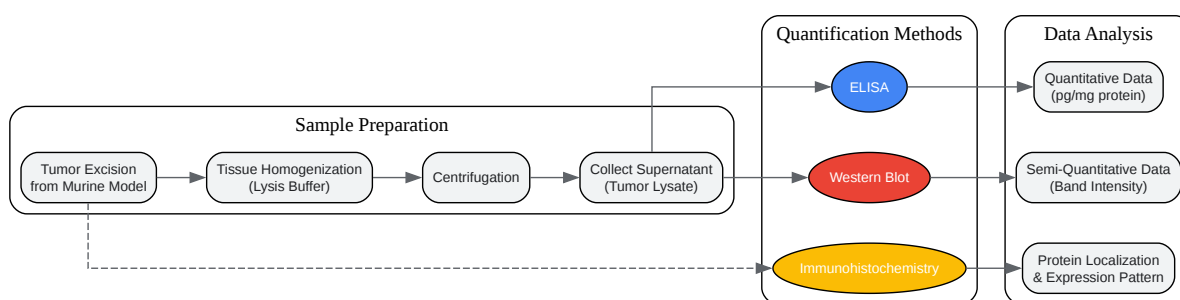 Sample Preparation
Tumor Excision
from Murine Model
Tissue Homogenization
(Lysis Buffer)
Centrifugation
Collect Supernatant
(Tumor Lysate)
Quantification Methods
ELISA
Western Blot
Immunohistochemistry
Data Analysis
Quantitative Data
(pg/mg protein)
Semi-Quantitative Data
(Band Intensity)
Protein Localization
& Expression Pattern